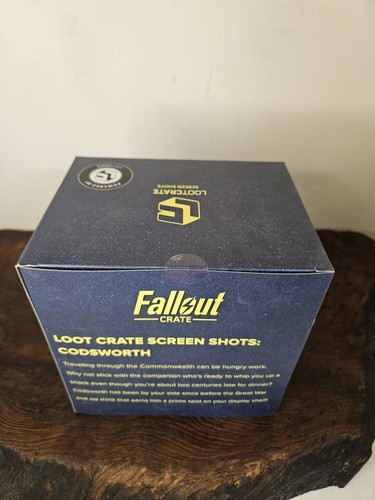 LOOTCRATE
SCREEN SHOTS
Fallout
CRATE
LOOT CRATE SCREEN SHOTS:
CODSWORTH
Traveling through the Commonwealth can be hungry work.
Why not stick with the companion who's ready to whip you up a
snack even though you're about two centuries late for dinner?
Codsworth has been by your side since before the Great War
and we think that earns him a prime spot on your display shelf!